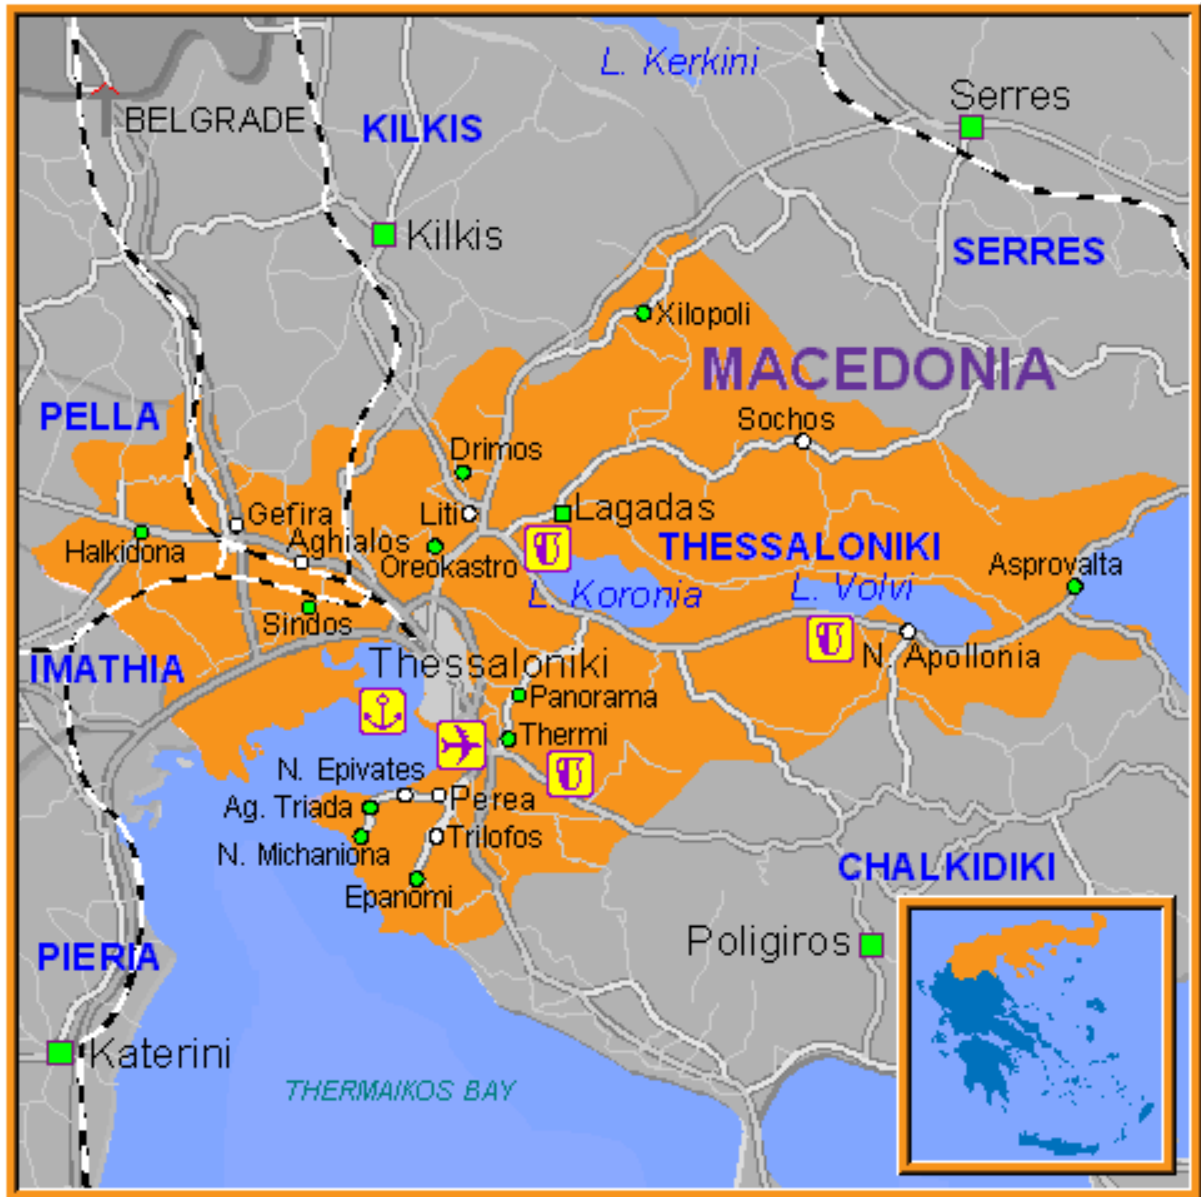 L. Kerkini
Serres
BELGRADE
KILKIS
Kilkis
SERRES
Xilopoli
MACEDONIA
PELLA
Sochos
Drimos
Gefira
Liti
Lagadas
Halkidona
Aghialos
Oreokastro
THESSALONIKI
Asprovalta
L. Koronia
L. Volvi
Sindos
IMATHIA
Thessaloniki
N. Apollonia
Panorama
Thermi
N. Epivates
Ag. Triada
Perea
N. Michaniona
Trilofos
Epanomi
CHALKIDIKI
Poligiros
PIERIA
Katerini
THERMAIKOS BAY